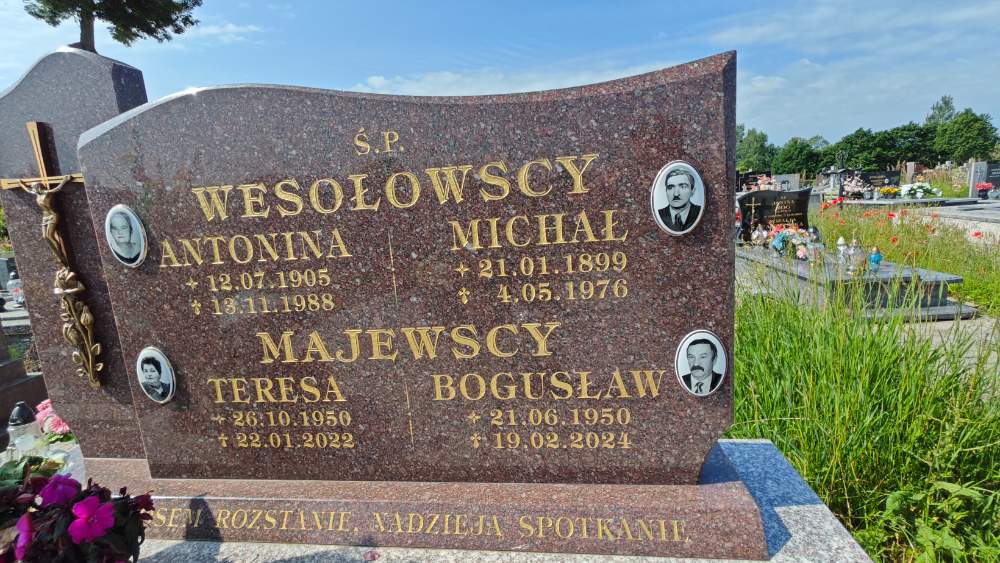 Ś.P.
WESOŁOWSCY
ANTONINA
12.07.1905
13.11.1988
MICHAŁ
21.01.1899
4.05.1976
MAJEWSCY
TERESA
26.10.1950
22.01.2022
BOGUSŁAW
21.06.1950
19.02.2024
SEM ROZSTANIE, NADZIEJĄ SPOTKANIE